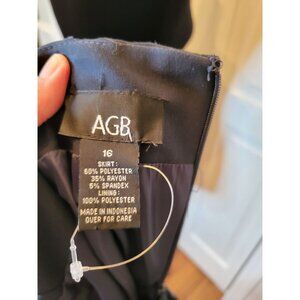 AGB
16
SKIRT:
60% POLYESTER
35% RAYON
5% SPANDEX
LINING:
100% POLYESTER
MADE IN INDONESIA
OVER FOR CARE